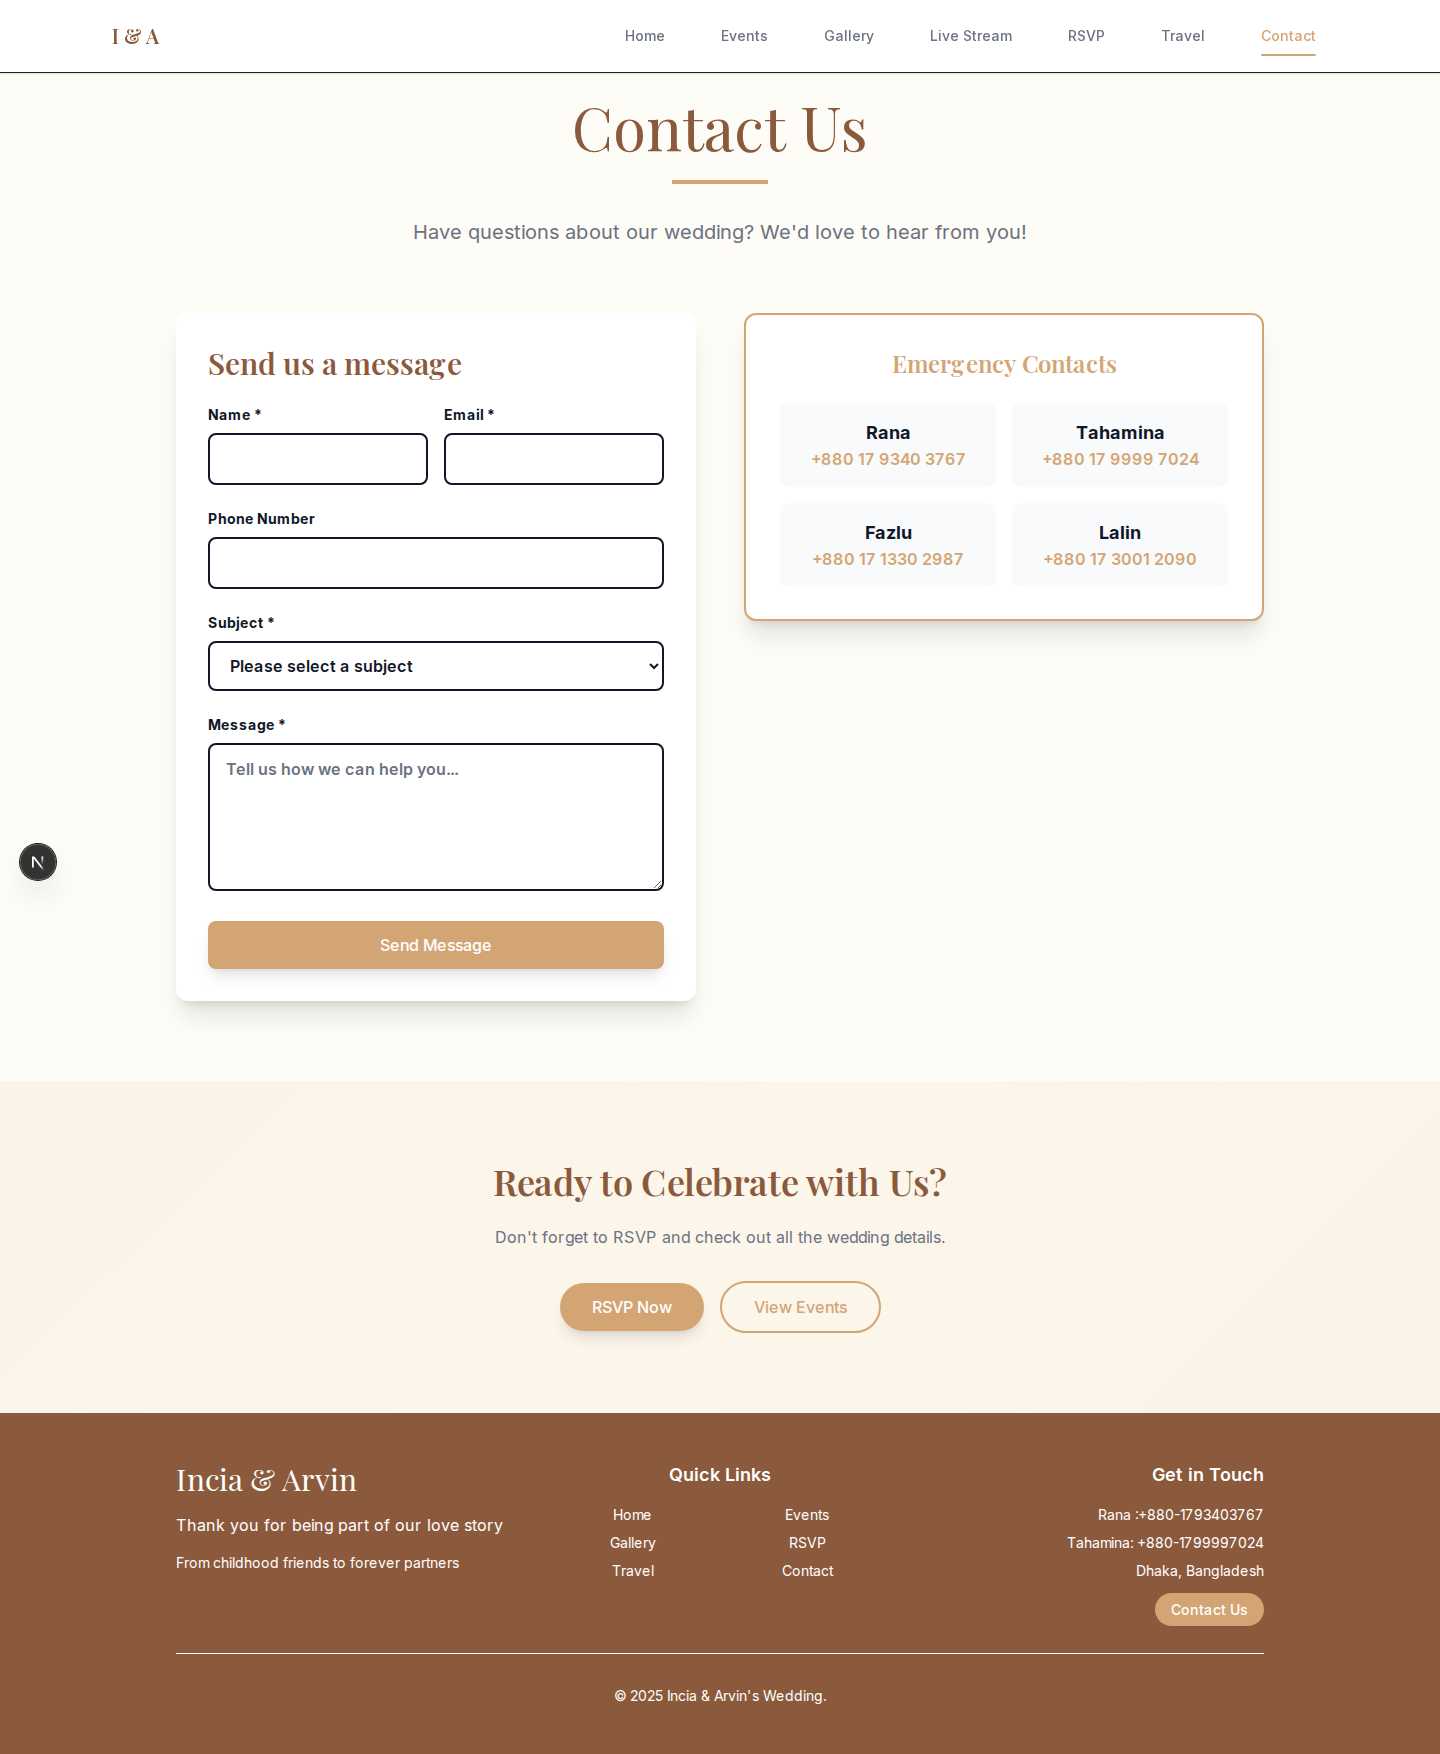 I & A
Home
Events
Gallery
Live Stream
RSVP
Travel
Contact
Contact Us
Have questions about our wedding? We'd love to hear from you!
Send us a message
Name *
Email *
Phone Number
Subject *
Please select a subject
Message *
Tell us how we can help you...
Send Message
Emergency Contacts
Rana
+880 17 9340 3767
Tahamina
+880 17 9999 7024
Fazlu
+880 17 1330 2987
Lalin
+880 17 3001 2090
N
Ready to Celebrate with Us?
Don't forget to RSVP and check out all the wedding details.
RSVP Now
View Events
Incia & Arvin
Thank you for being part of our love story
From childhood friends to forever partners
Quick Links
Home
Events
Gallery
RSVP
Travel
Contact
Get in Touch
Rana :+880-1793403767
Tahamina: +880-1799997024
Dhaka, Bangladesh
Contact Us
© 2025 Incia & Arvin's Wedding.